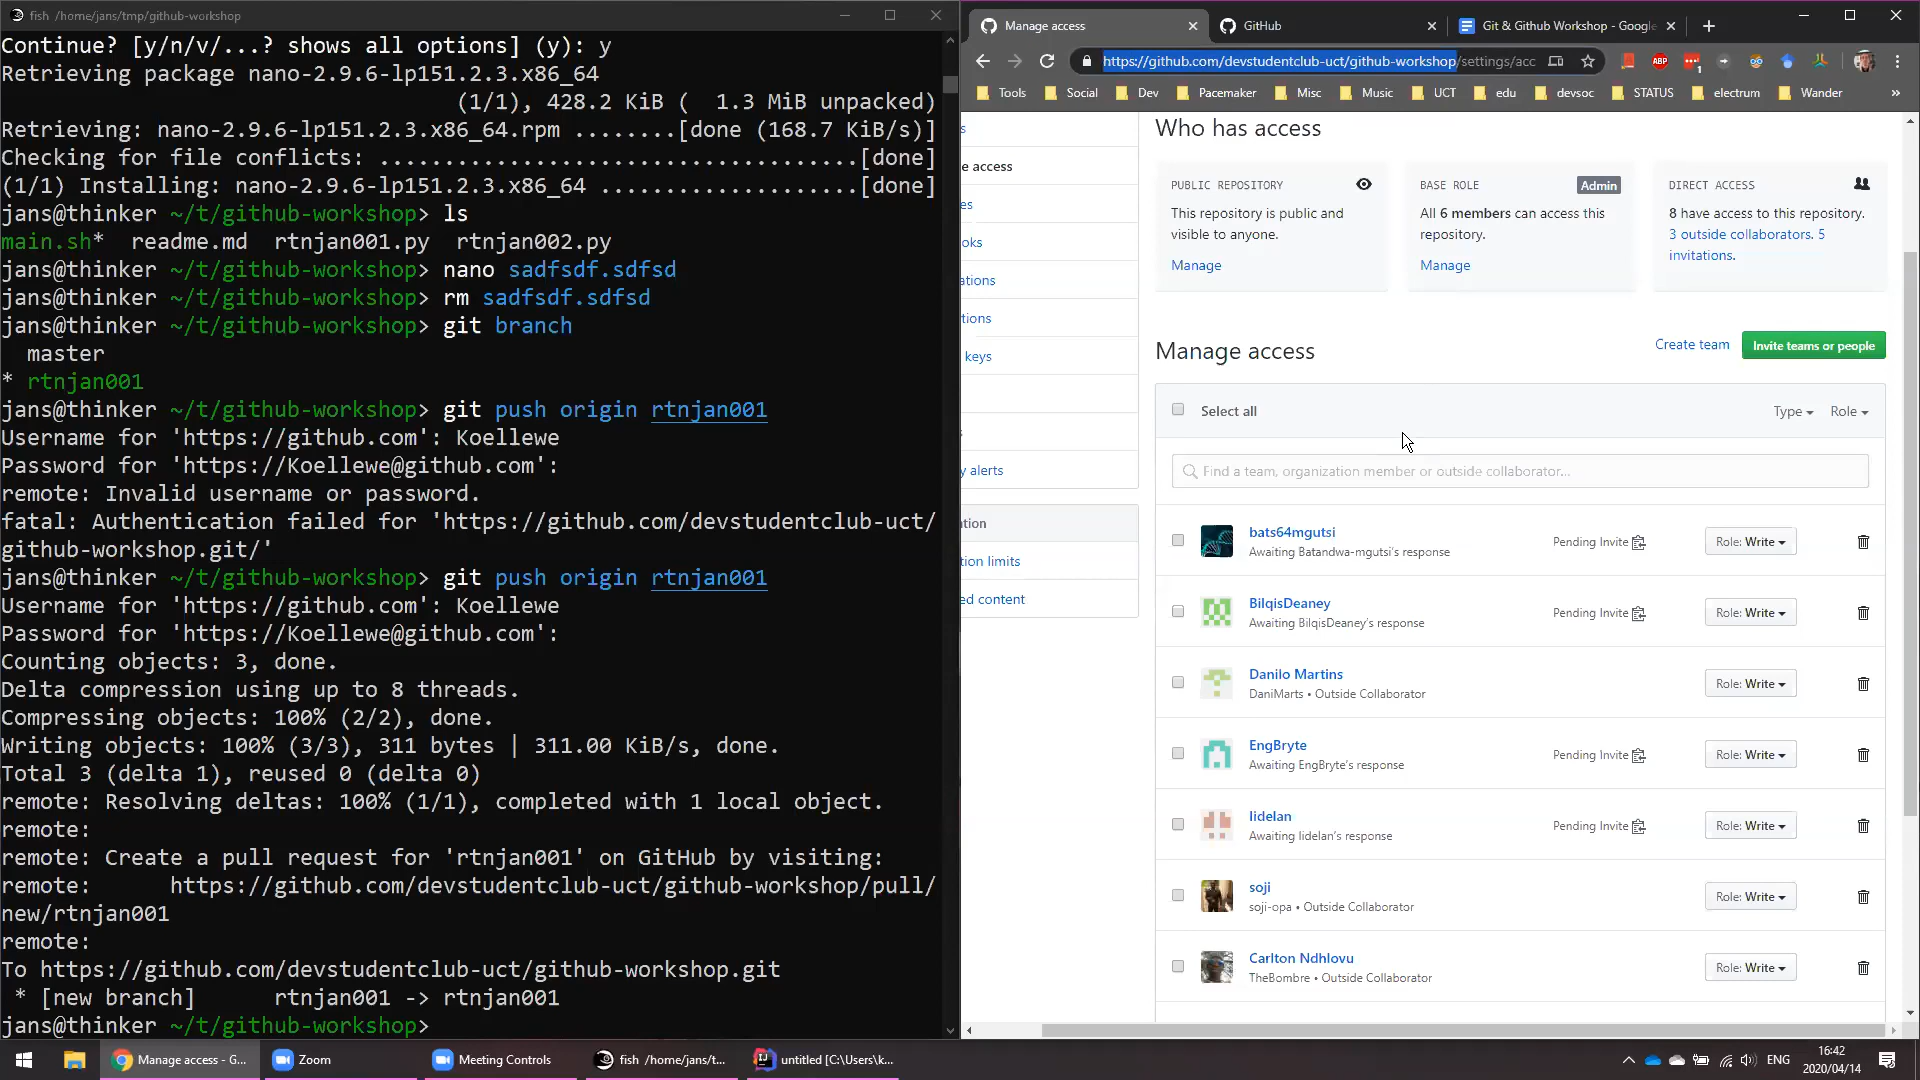 fish /home/jans/tmp/github-workshop
Continue? [y/n/v/...? shows all options] (y): y
Retrieving package nano-2.9.6-lp151.2.3.x86_64
(1/1), 428.2 KiB (  1.3 MiB unpacked)
Retrieving: nano-2.9.6-lp151.2.3.x86_64.rpm ........[done (168.7 KiB/s)]
Checking for file conflicts: .....................................[done]
(1/1) Installing: nano-2.9.6-lp151.2.3.x86_64 ....................[done]
jans@thinker ~/t/github-workshop> ls
main.sh*  readme.md  rtnjan001.py  rtnjan002.py
jans@thinker ~/t/github-workshop> nano sadfsdf.sdfsd
jans@thinker ~/t/github-workshop> rm sadfsdf.sdfsd
jans@thinker ~/t/github-workshop> git branch
master
* rtnjan001
jans@thinker ~/t/github-workshop> git push origin rtnjan001
Username for 'https://github.com': Koellewe
Password for 'https://Koellewe@github.com':
remote: Invalid username or password.
fatal: Authentication failed for 'https://github.com/devstudentclub-uct/
github-workshop.git/'
jans@thinker ~/t/github-workshop> git push origin rtnjan001
Username for 'https://github.com': Koellewe
Password for 'https://Koellewe@github.com':
Counting objects: 3, done.
Delta compression using up to 8 threads.
Compressing objects: 100% (2/2), done.
Writing objects: 100% (3/3), 311 bytes | 311.00 KiB/s, done.
Total 3 (delta 1), reused 0 (delta 0)
remote: Resolving deltas: 100% (1/1), completed with 1 local object.
remote:
remote: Create a pull request for 'rtnjan001' on GitHub by visiting:
remote:      https://github.com/devstudentclub-uct/github-workshop/pull/
new/rtnjan001
remote:
To https://github.com/devstudentclub-uct/github-workshop.git
* [new branch]      rtnjan001 -> rtnjan001
jans@thinker ~/t/github-workshop>
Manage access
GitHub
Git & Github Workshop - Google
https://github.com/devstudentclub-uct/github-workshop/settings/acc
ABP
1
Tools
Social
Dev
Pacemaker
Misc
Music
UCT
edu
devsoc
STATUS
electrum
Wander
»
s
e access
es
oks
ations
tions
keys
s
y alerts
ation
tion limits
ed content
Who has access
PUBLIC REPOSITORY
This repository is public and
visible to anyone.
Manage
BASE ROLE
Admin
All 6 members can access this
repository.
Manage
DIRECT ACCESS
8 have access to this repository.
3 outside collaborators. 5
invitations.
Manage access
Create team
Invite teams or people
Select all
Type
Role
Find a team, organization member or outside collaborator...
bats64mgutsi
Awaiting Batandwa-mgutsi's response
Pending Invite
Role: Write
BilqisDeaney
Awaiting BilqisDeaney's response
Pending Invite
Role: Write
Danilo Martins
DaniMarts • Outside Collaborator
Role: Write
EngBryte
Awaiting EngBryte's response
Pending Invite
Role: Write
lidelan
Awaiting lidelan's response
Pending Invite
Role: Write
soji
soji-opa • Outside Collaborator
Role: Write
Carlton Ndhlovu
TheBombre • Outside Collaborator
Role: Write
Manage access - G...
Zoom
Meeting Controls
fish /home/jans/t...
untitled [C:\Users\k...
ENG
16:42
2020/04/14